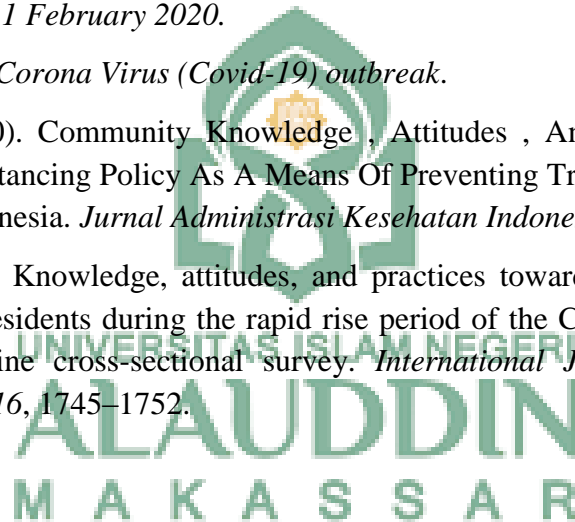 1 February 2020.
Corona Virus (Covid-19) outbreak.
0). Community Knowledge , Attitudes , An
tancing Policy As A Means Of Preventing Tr
nesia. Jurnal Administrasi Kesehatan Indone
Knowledge, attitudes, and practices towar
esidents during the rapid rise period of the C
UNIVERSITAS ISLAM NEGERI
ine cross-sectional survey. International J
16, 1745–1752.
ALAUDDIN
MAKASSAR